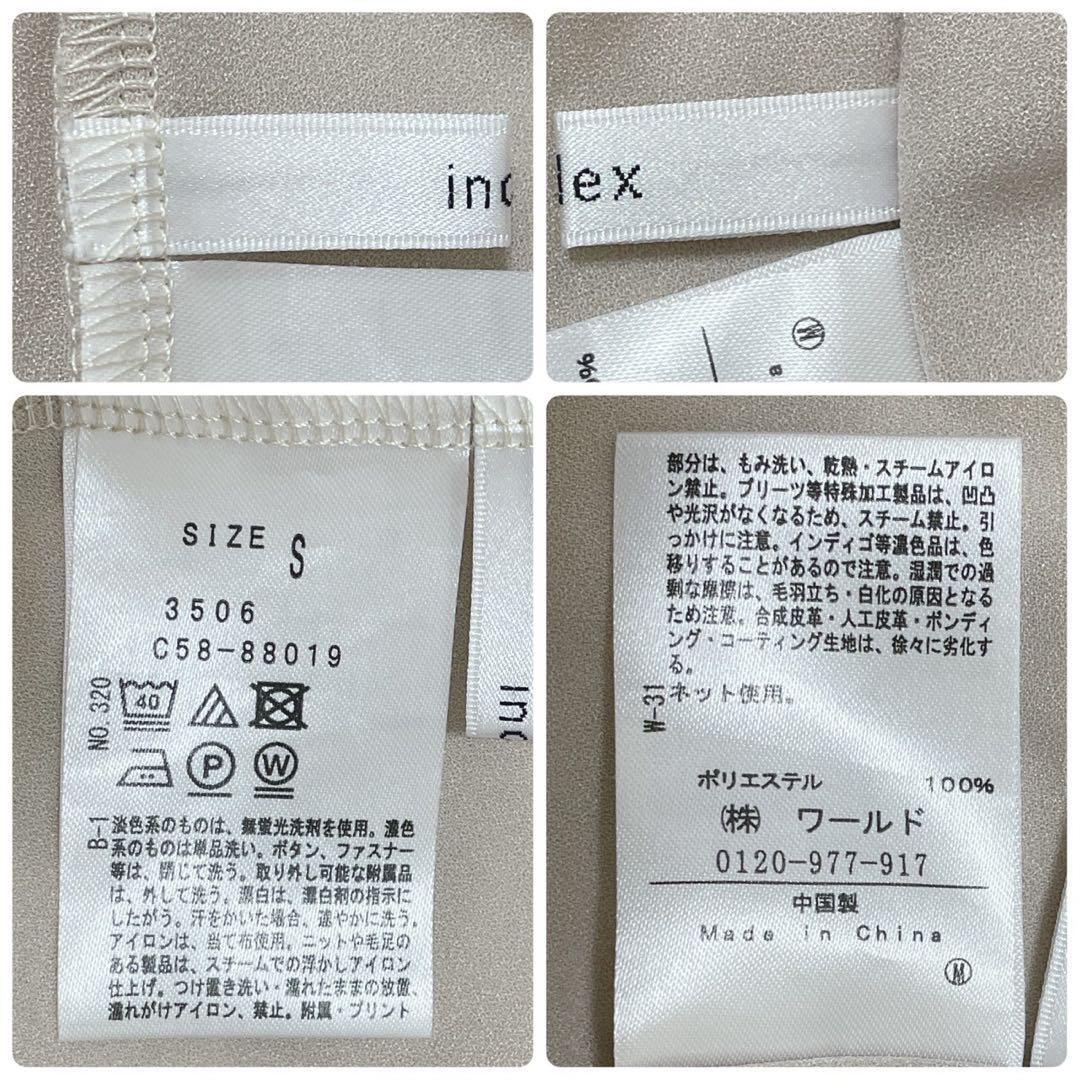 ind
dex
%
M
a
SIZE S
3506
C58-88019
NO.320
40
P
W
B-1
淡色系のものは、無蛍光洗剤を使用。濃色
系のものは単品洗い。ボタン、ファスナー
等は、閉じて洗う。取り外し可能な附属品
は、外して洗う。漂白は、漂白剤の指示に
したがう。汗をかいた場合、速やかに洗う。
アイロンは、当て布使用。ニットや毛足の
ある製品は、スチームでの浮かしアイロン
仕上げ。つけ置き洗い・濡れたままの放置、
濡れがけアイロン、禁止。附属・プリント
In
部分は、もみ洗い、乾熱・スチームアイロ
ン禁止。プリーツ等特殊加工製品は、凹凸
や光沢がなくなるため、スチーム禁止。引
っかけに注意。インディゴ等濃色品は、色
移りすることがあるので注意。湿潤での過
剰な摩擦は、毛羽立ち・白化の原因となる
ため注意。合成皮革・人工皮革・ボンディ
ング・コーティング生地は、徐々に劣化す
る。
W-31
ネット使用。
ポリエステル 100%
(株) ワールド
0120-977-917
中国製
Made in China
M